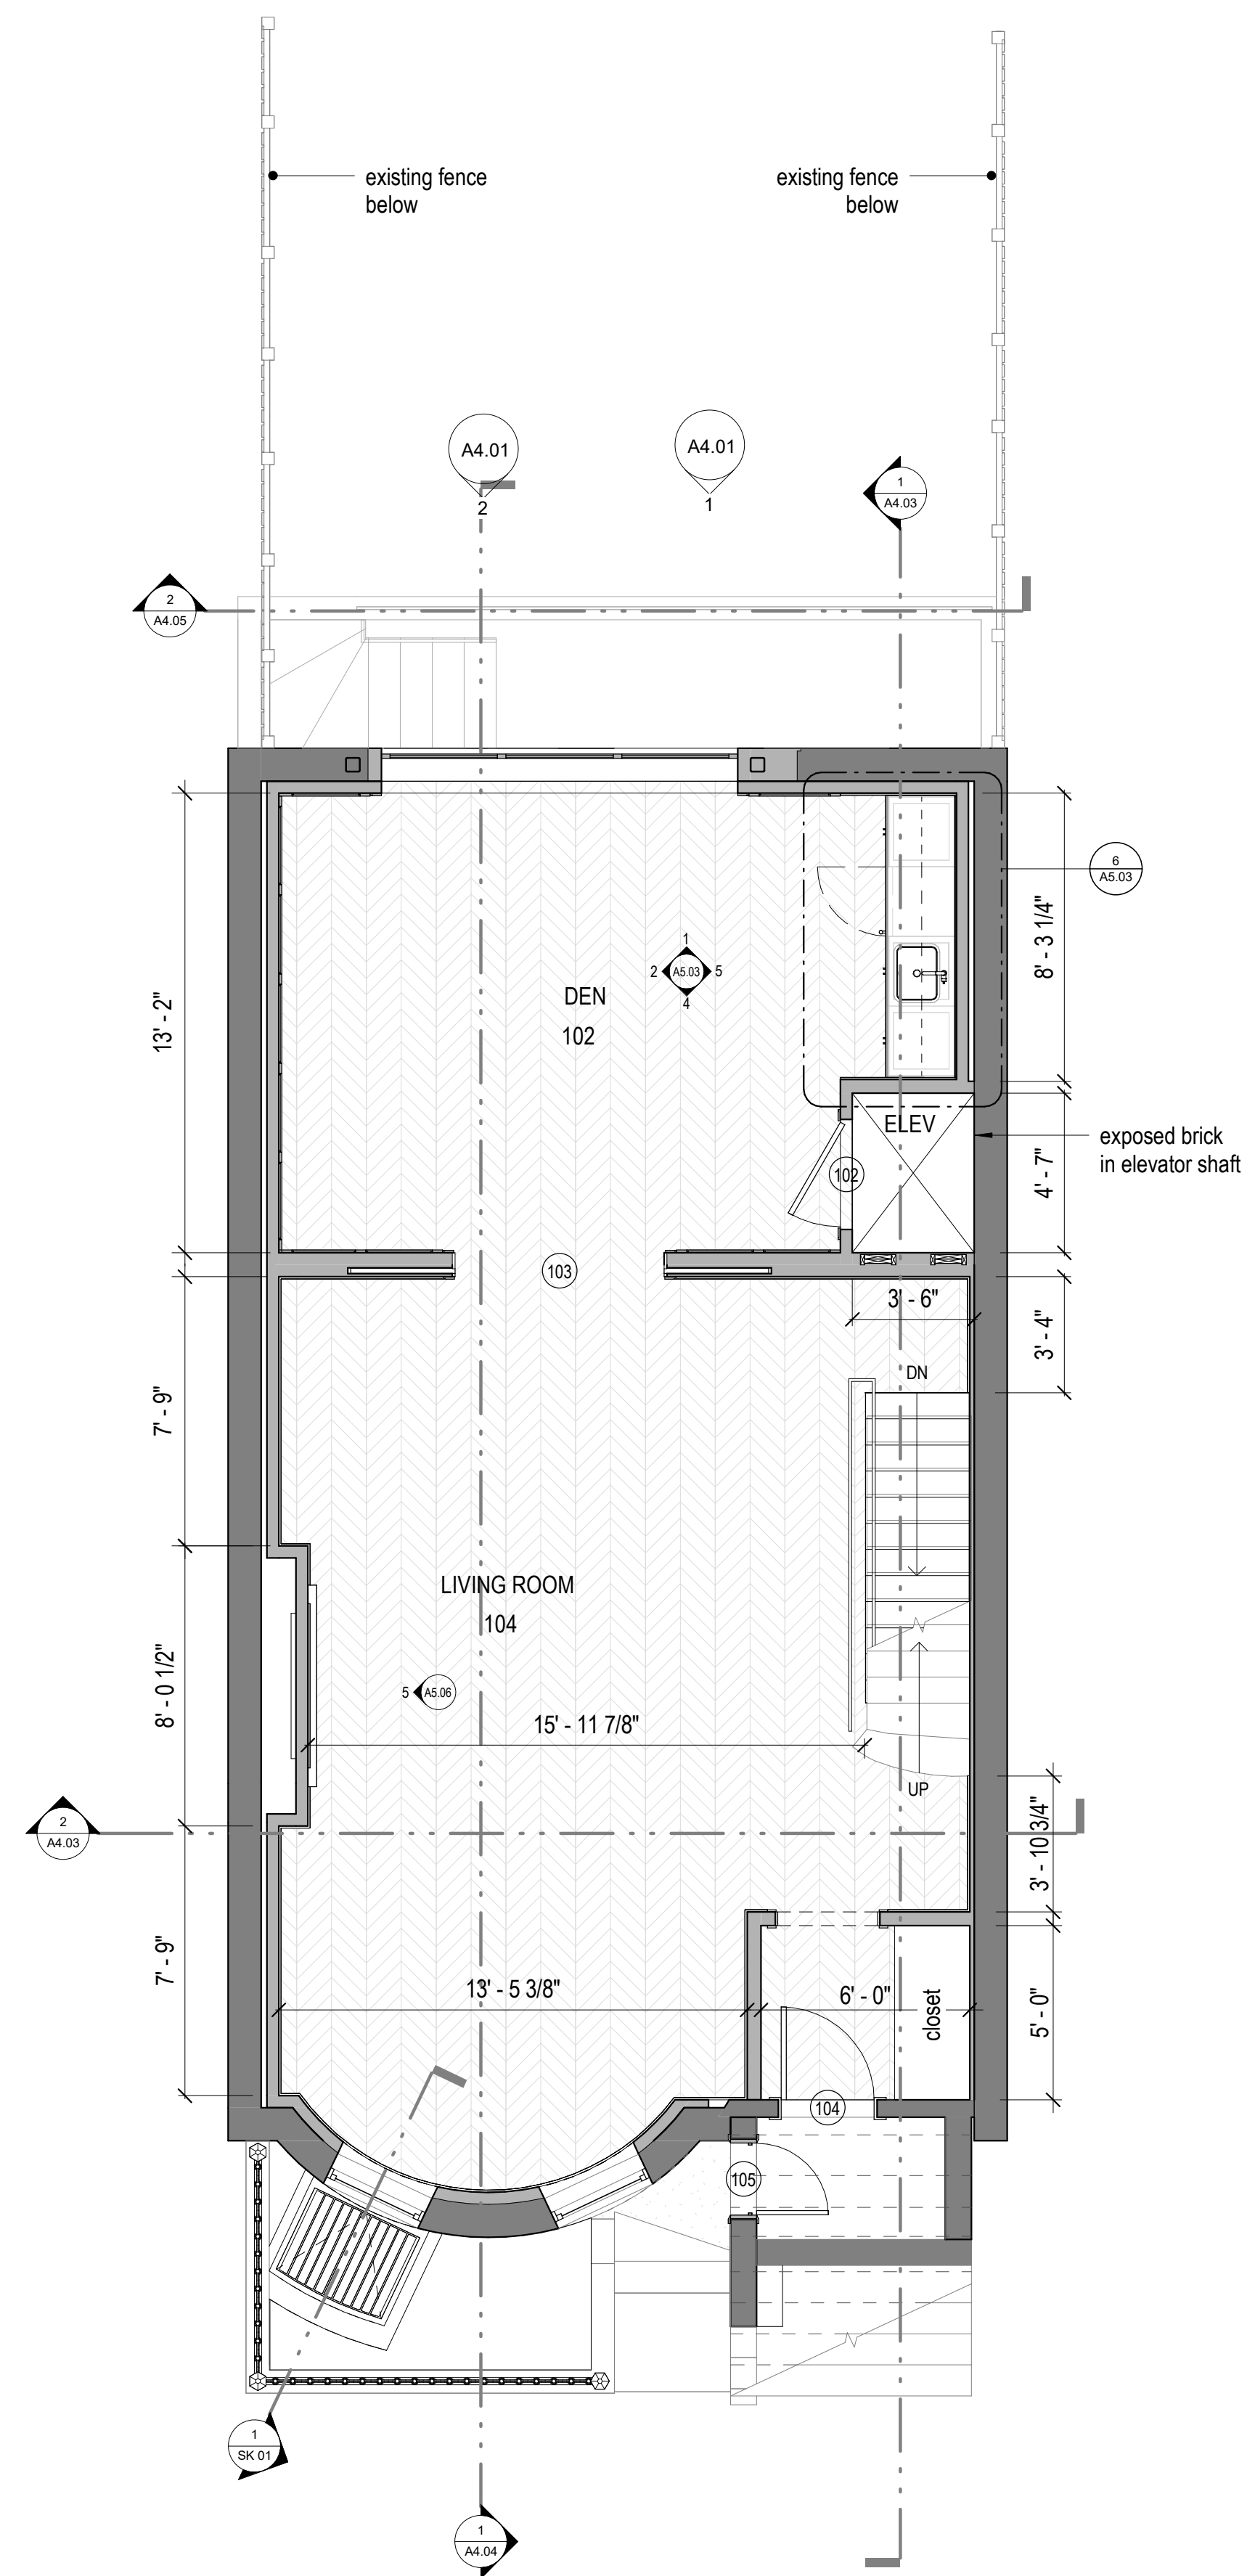 existing fence
below
existing fence
below
A4.01
2
A4.01
1
1
A4.03
2
A4.05
6
A5.03
8' - 3 1/4"
13' - 2"
1
2
A5.03
5
4
DEN
102
ELEV
exposed brick
in elevator shaft
102
4' - 7"
103
3' - 6"
3' - 4"
DN
7' - 9"
LIVING ROOM
104
8' - 0 1/2"
5
A5.06
15' - 11 7/8"
UP
2
A4.03
3' - 10 3/4"
7' - 9"
13' - 5 3/8"
6' - 0"
closet
5' - 0"
104
105
1
SK 01
1
A4.04